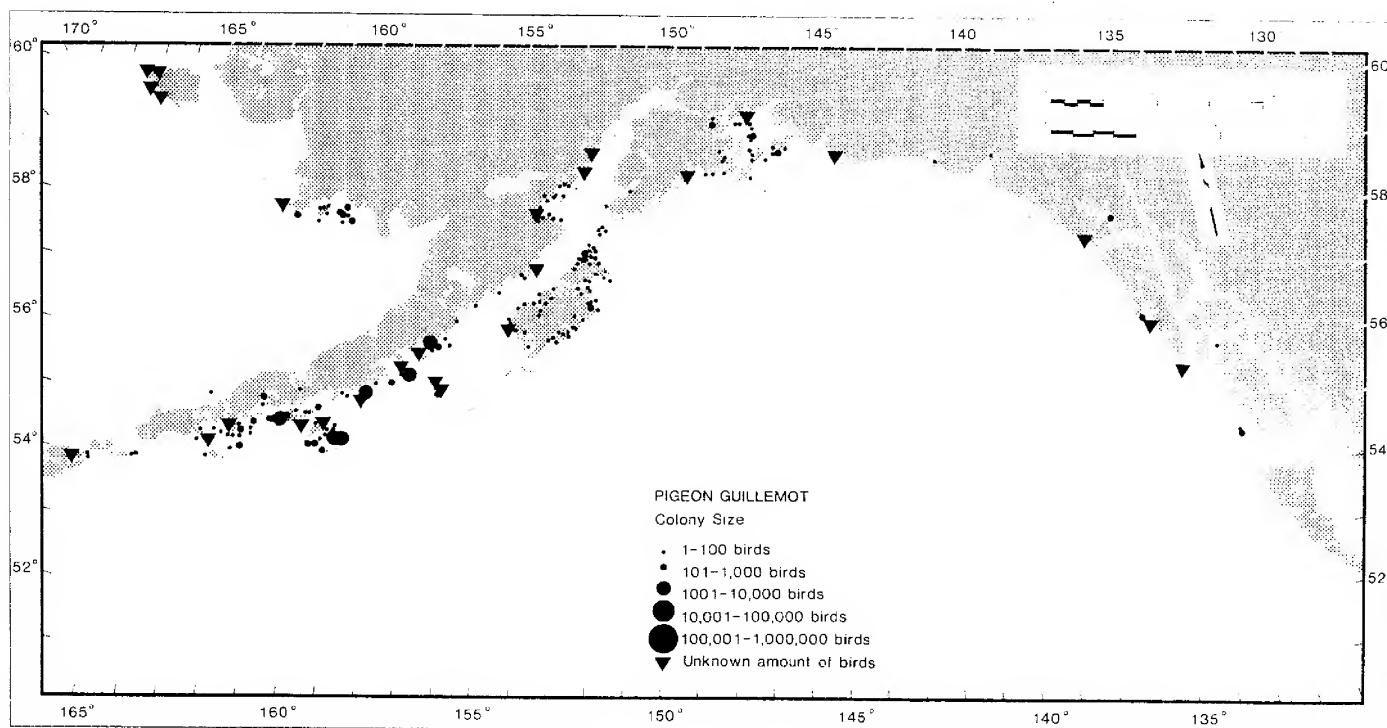 170° 165° 160° 155° 150° 145° 140° 135° 130°
60° 60
58° 58
56° 56
54° 54
52° 52
165° 160° 155° 150° 145° 140° 135°
PIGEON GUILLEMOT
Colony Size
1-100 birds
101-1,000 birds
1001-10,000 birds
10,001-100,000 birds
100,001-1,000,000 birds
Unknown amount of birds